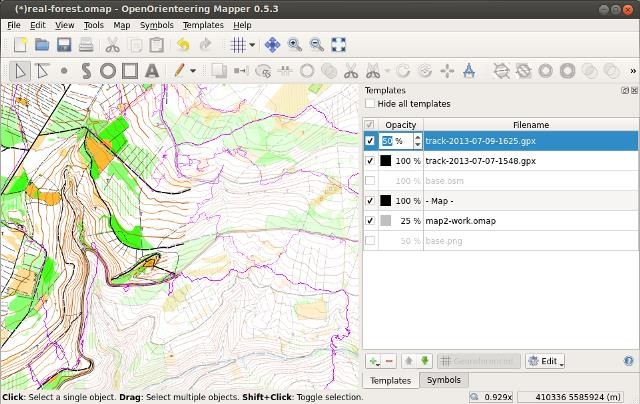 (*)real-forest.omap - OpenOrienteering Mapper 0.5.3
File Edit View Tools Map Symbols Templates Help
A
»
Templates
Hide all templates
Opacity Filename
50 % track-2013-07-09-1625.gpx
100 % track-2013-07-07-1548.gpx
100 % base.osm
100 % - Map -
25 % map2-work.omap
50 % base.png
Georeferenced Edit
Templates Symbols
Click: Select a single object. Drag: Select multiple objects. Shift+Click: Toggle selection. 0.929x 410336 5585924 (m)